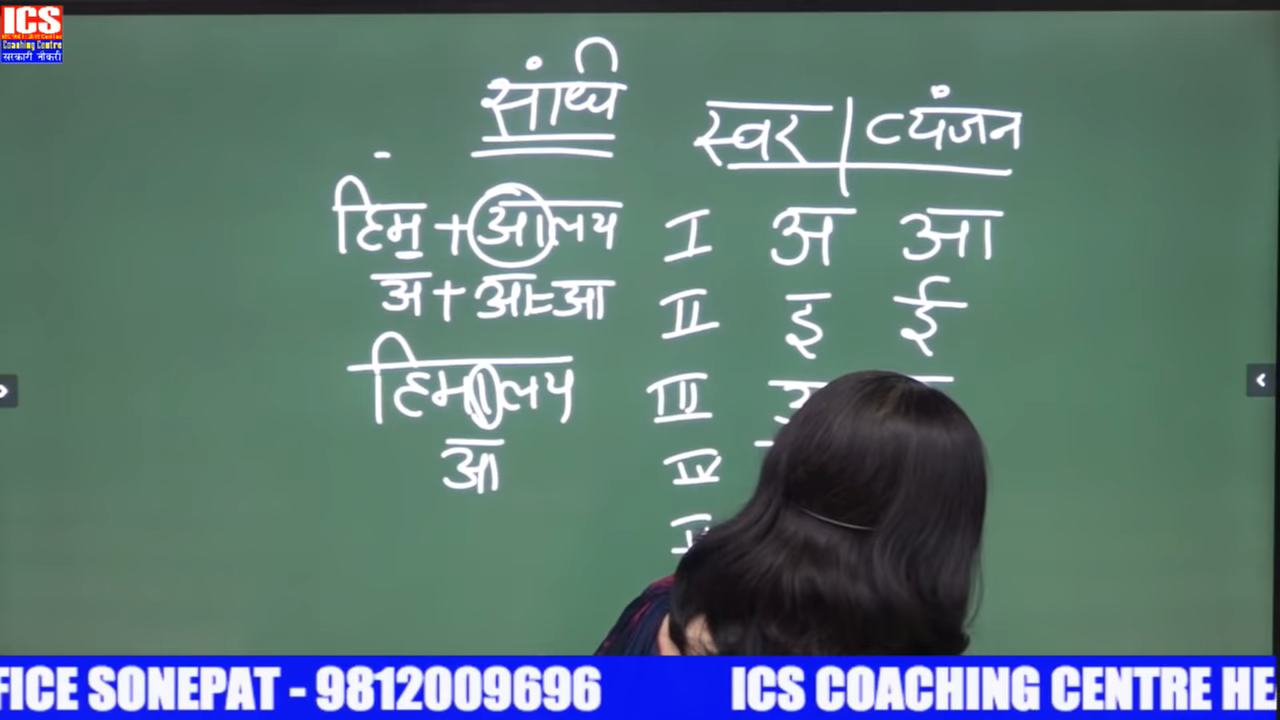 ICS
Coaching Centre
सरकारी नौकरी
संधि
स्वर | व्यंजन
हिम + आलय
अ + आ = आ
हिमालय
आ
I अ आ
II इ ई
III
IV
FICE SONEPAT - 9812009696 ICS COACHING CENTRE HE